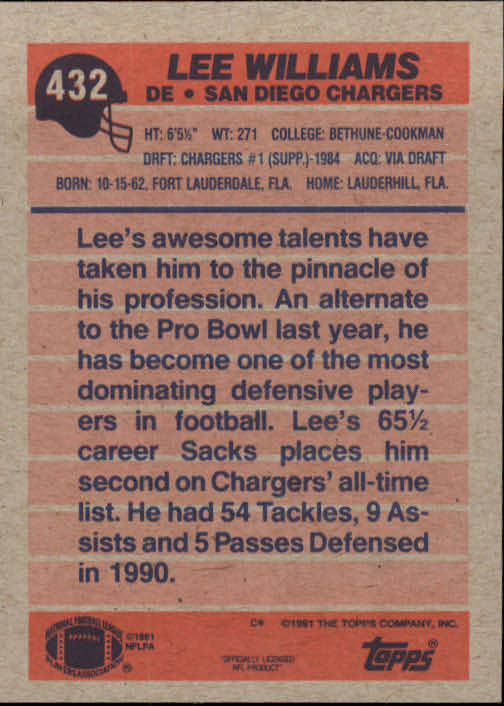 432
LEE WILLIAMS
DE • SAN DIEGO CHARGERS
HT: 6'5½" WT: 271 COLLEGE: BETHUNE-COOKMAN
DRFT: CHARGERS #1 (SUPP.)-1984 ACQ: VIA DRAFT
BORN: 10-15-62, FORT LAUDERDALE, FLA. HOME: LAUDERHILL, FLA.
Lee's awesome talents have
taken him to the pinnacle of
his profession. An alternate
to the Pro Bowl last year, he
has become one of the most
dominating defensive play-
ers in football. Lee's 65½
career Sacks places him
second on Chargers' all-time
list. He had 54 Tackles, 9 As-
sists and 5 Passes Defensed
in 1990.
NATIONAL FOOTBALL LEAGUE
PLAYERS ASSOCIATION
®
©1991
NFLPA
C* ©1991 THE TOPPS COMPANY, INC.
"OFFICIALLY LICENSED
NFL PRODUCT"
topps®